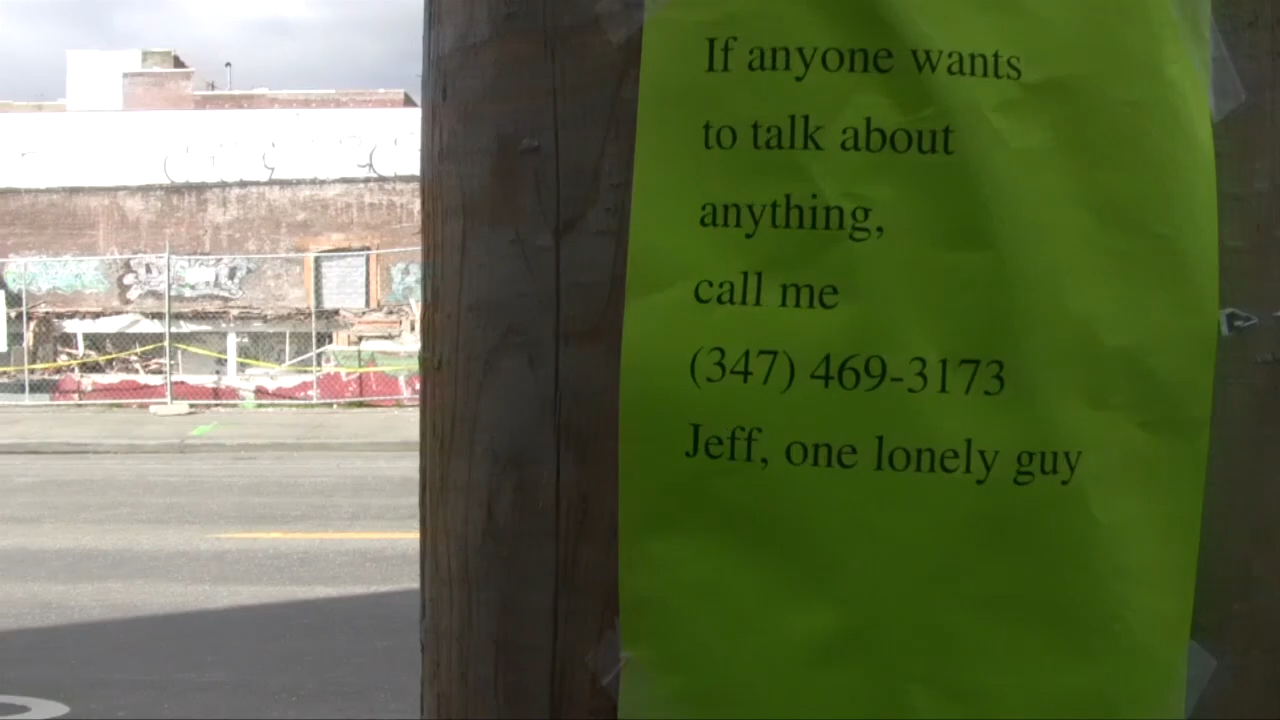 If anyone wants
to talk about
anything,
call me
(347) 469-3173
Jeff, one lonely guy